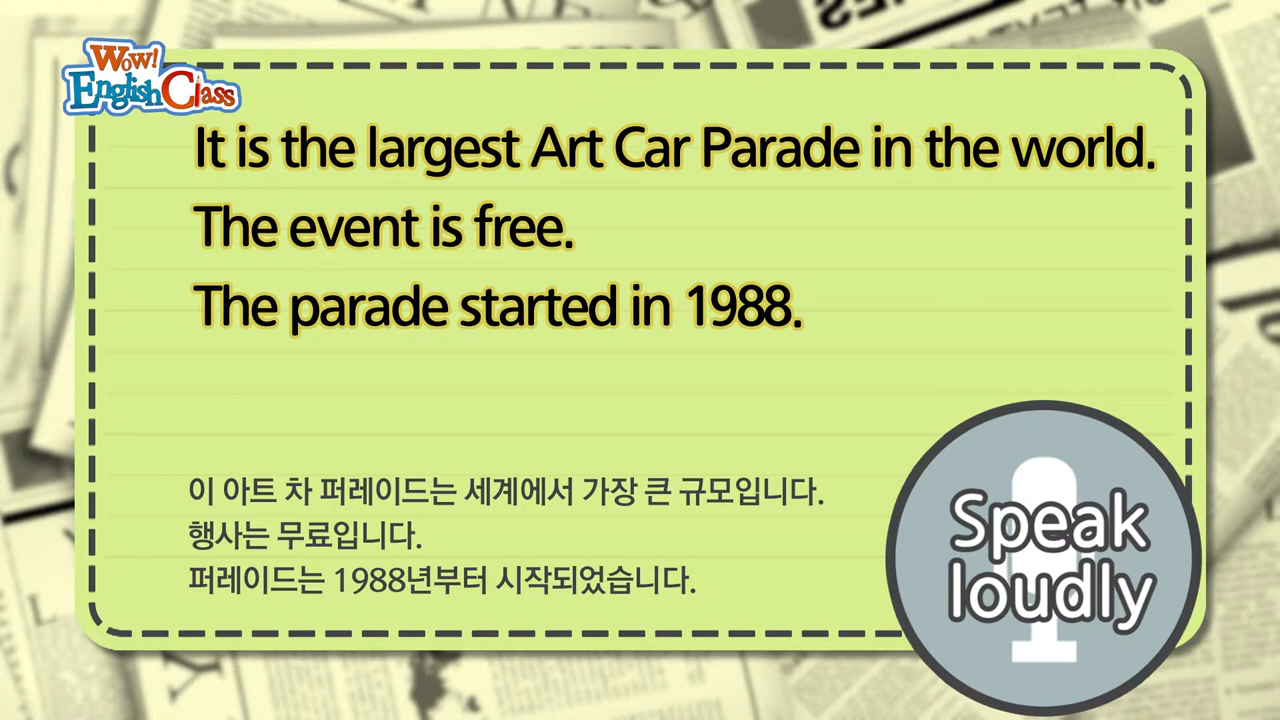 Wow!
English Class
It is the largest Art Car Parade in the world.
The event is free.
The parade started in 1988.
이 아트 차 퍼레이드는 세계에서 가장 큰 규모입니다.
행사는 무료입니다.
퍼레이드는 1988년부터 시작되었습니다.
Speak
loudly